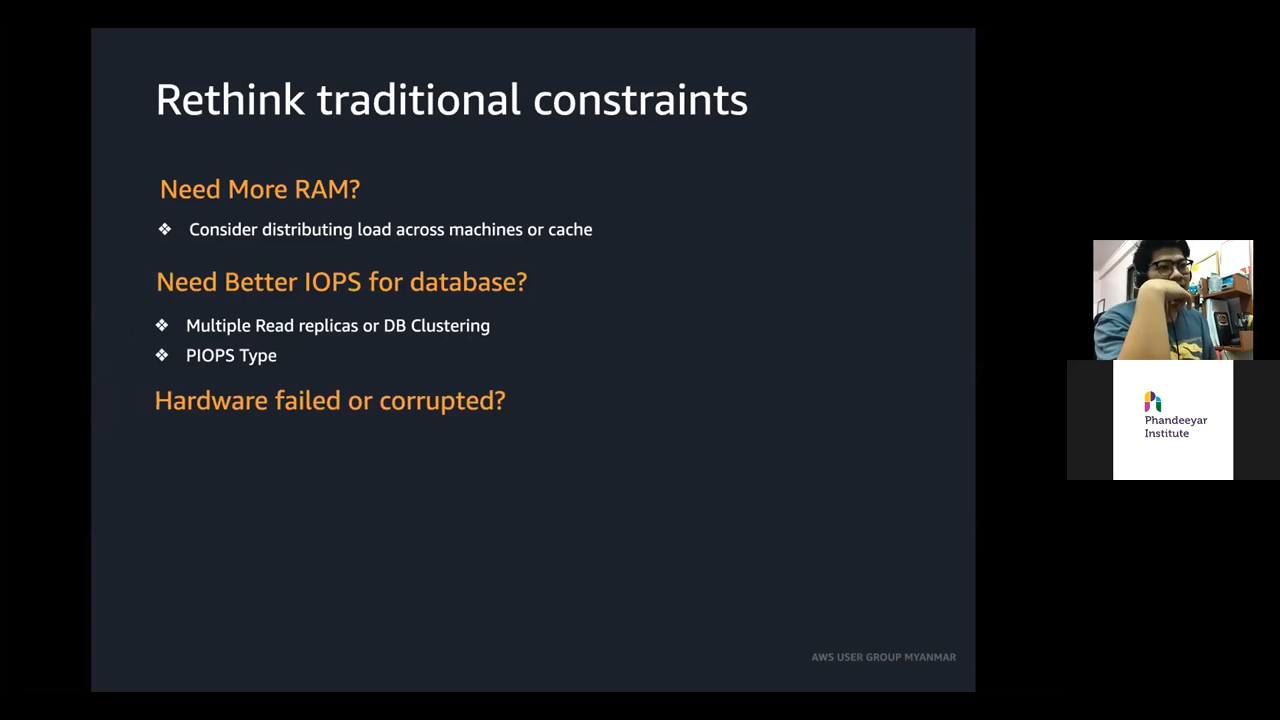 Rethink traditional constraints
Need More RAM?
❖ Consider distributing load across machines or cache
Need Better IOPS for database?
❖ Multiple Read replicas or DB Clustering
❖ PIOPS Type
Hardware failed or corrupted?
AWS USER GROUP MYANMAR
Phandeeyar
Institute